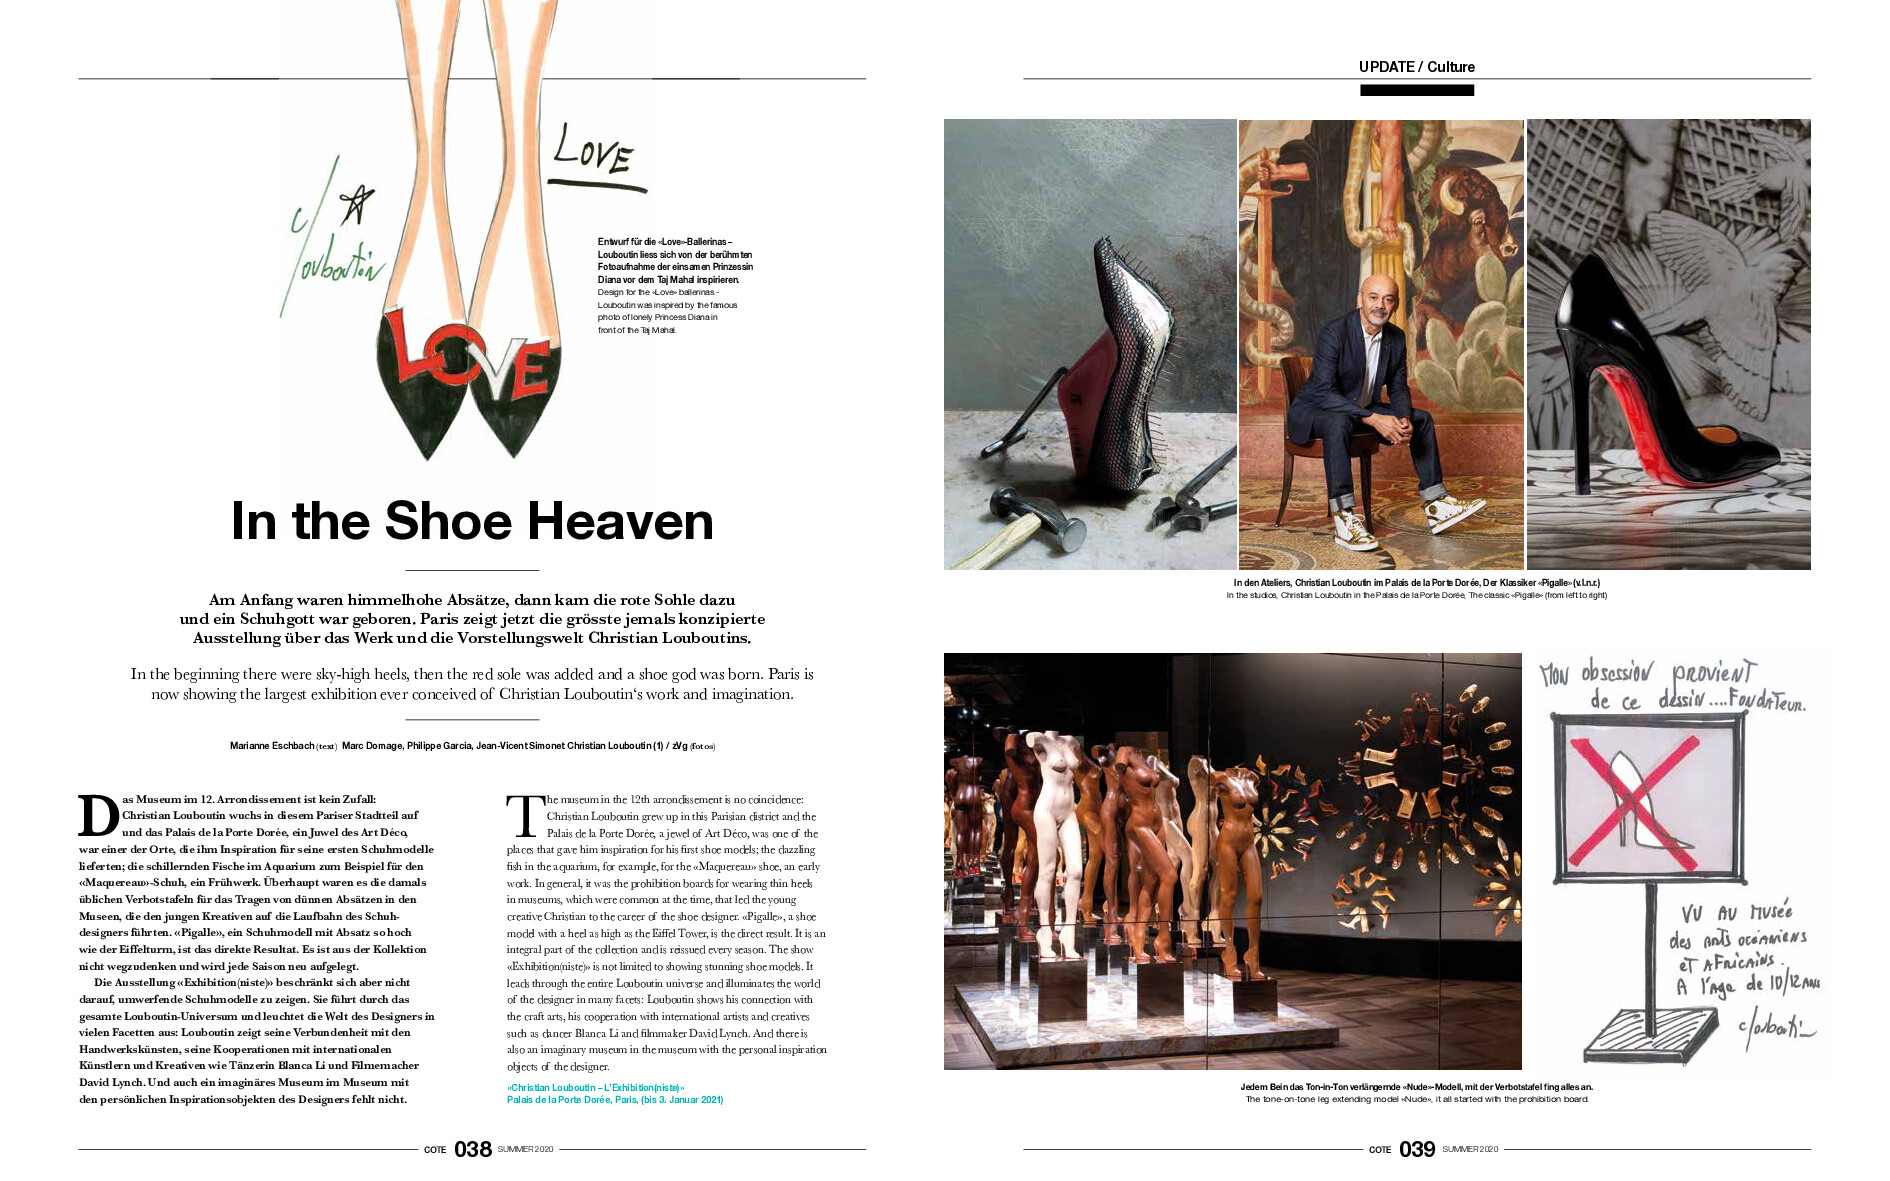 LOVE
C/Louboutin
LOVE
Entwurf für die «Love»-Ballerinas –
Louboutin liess sich von der berühmten
Fotoaufnahme der einsamen Prinzessin
Diana vor dem Taj Mahal inspirieren.
Design for the «Love» ballerinas -
Louboutin was inspired by the famous
photo of lonely Princess Diana in
front of the Taj Mahal.
In the Shoe Heaven
Am Anfang waren himmelhohe Absätze, dann kam die rote Sohle dazu
und ein Schuhgott war geboren. Paris zeigt jetzt die grösste jemals konzipierte
Ausstellung über das Werk und die Vorstellungswelt Christian Louboutins.
In the beginning there were sky-high heels, then the red sole was added and a shoe god was born. Paris is
now showing the largest exhibition ever conceived of Christian Louboutin‘s work and imagination.
Marianne Eschbach (text) Marc Domage, Philippe Garcia, Jean-Vicent Simonet Christian Louboutin (1) / zVg (fotos)
Das Museum im 12. Arrondissement ist kein Zufall:
Christian Louboutin wuchs in diesem Pariser Stadtteil auf
und das Palais de la Porte Dorée, ein Juwel des Art Déco,
war einer der Orte, die ihm Inspiration für seine ersten Schuhmodelle
lieferten; die schillernden Fische im Aquarium zum Beispiel für den
«Maquereau»-Schuh, ein Frühwerk. Überhaupt waren es die damals
üblichen Verbotstafeln für das Tragen von dünnen Absätzen in den
Museen, die den jungen Kreativen auf die Laufbahn des Schuh-
designers führten. «Pigalle», ein Schuhmodell mit Absatz so hoch
wie der Eiffelturm, ist das direkte Resultat. Es ist aus der Kollektion
nicht wegzudenken und wird jede Saison neu aufgelegt.
Die Ausstellung «Exhibition(niste)» beschränkt sich aber nicht
darauf, umwerfende Schuhmodelle zu zeigen. Sie führt durch das
gesamte Louboutin-Universum und leuchtet die Welt des Designers in
vielen Facetten aus: Louboutin zeigt seine Verbundenheit mit den
Handwerkskünsten, seine Kooperationen mit internationalen
Künstlern und Kreativen wie Tänzerin Blanca Li und Filmemacher
David Lynch. Und auch ein imaginäres Museum im Museum mit
den persönlichen Inspirationsobjekten des Designers fehlt nicht.
The museum in the 12th arrondissement is no coincidence:
Christian Louboutin grew up in this Parisian district and the
Palais de la Porte Dorée, a jewel of Art Déco, was one of the
places that gave him inspiration for his first shoe models; the dazzling
fish in the aquarium, for example, for the «Maquereau» shoe, an early
work. In general, it was the prohibition boards for wearing thin heels
in museums, which were common at the time, that led the young
creative Christian to the career of the shoe designer. «Pigalle», a shoe
model with a heel as high as the Eiffel Tower, is the direct result. It is an
integral part of the collection and is reissued every season. The show
«Exhibition(niste)» is not limited to showing stunning shoe models. It
leads through the entire Louboutin universe and illuminates the world
of the designer in many facets: Louboutin shows his connection with
the craft arts, his cooperation with international artists and creatives
such as dancer Blanca Li and filmmaker David Lynch. And there is
also an imaginary museum in the museum with the personal inspiration
objects of the designer.
«Christian Louboutin – L’Exhibition(niste)»
Palais de la Porte Dorée, Paris, (bis 3. Januar 2021)
COTE 038 SUMMER 2020
UPDATE / Culture
In den Ateliers, Christian Louboutin im Palais de la Porte Dorée, Der Klassiker «Pigalle» (v.l.n.r.)
In the studios, Christian Louboutin in the Palais de la Porte Dorée, The classic «Pigalle» (from left to right)
Mon obsession provient
de ce dessin....Fondateur.
VU AU MUSée
des arts océaniens
et AFRicAins.
A l'age de 10/12 ans
C/Louboutin
Jedem Bein das Ton-in-Ton verlängernde «Nude»-Modell, mit der Verbotstafel fing alles an.
The tone-on-tone leg extending model «Nude», it all started with the prohibition board.
COTE 039 SUMMER 2020